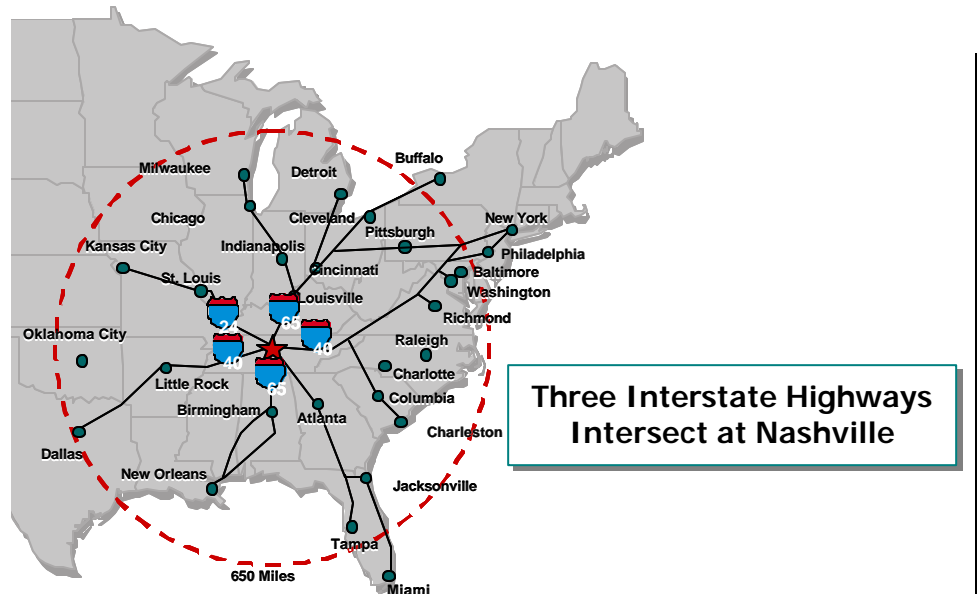 Buffalo
Milwaukee
Detroit
Chicago
Cleveland
New York
Pittsburgh
Kansas City
Indianapolis
Philadelphia
Cincinnati
Baltimore
St. Louis
Washington
Louisville
Richmond
24
65
40
Oklahoma City
Raleigh
40
Charlotte
Little Rock
65
Columbia
Birmingham
Atlanta
Charleston
Dallas
New Orleans
Jacksonville
Tampa
650 Miles
Miami
Three Interstate Highways
Intersect at Nashville